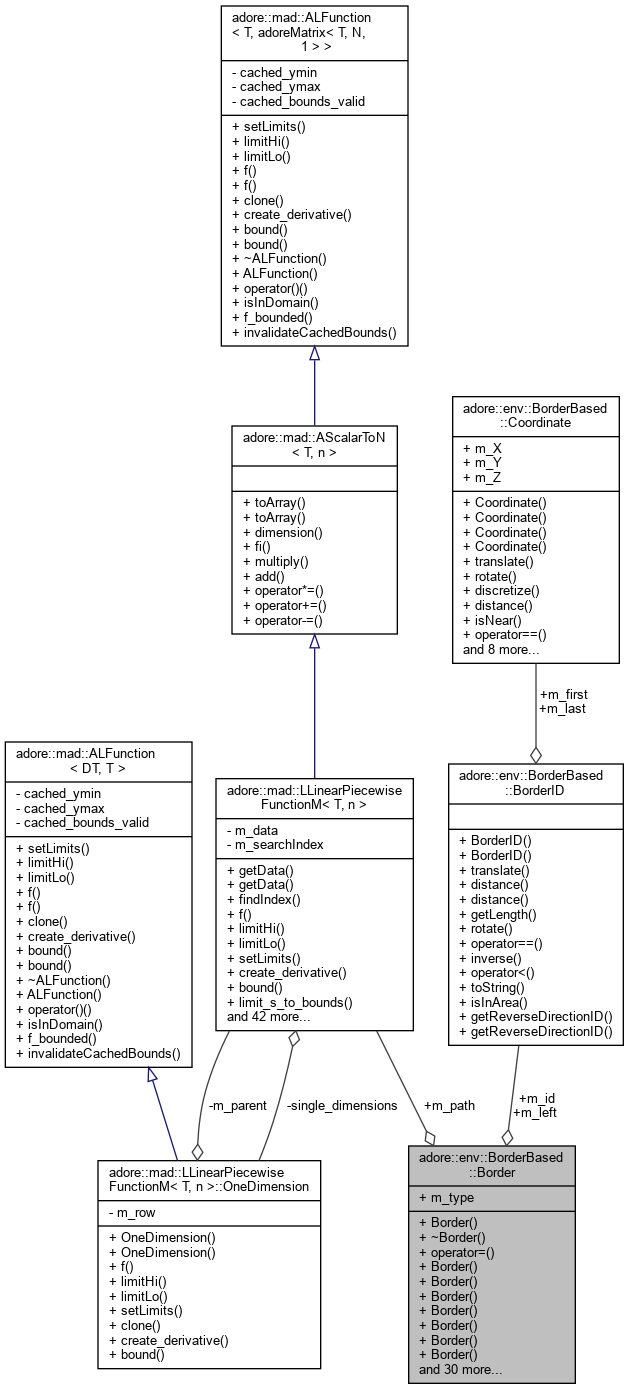 adore::mad::ALFunction
< T, adoreMatrix< T, N,
1 > >
- cached_ymin
- cached_ymax
- cached_bounds_valid
+ setLimits()
+ limitHi()
+ limitLo()
+ f()
+ f()
+ clone()
+ create_derivative()
+ bound()
+ bound()
+ ~ALFunction()
+ ALFunction()
+ operator()()
+ isInDomain()
+ f_bounded()
+ invalidateCachedBounds()
adore::mad::AScalarToN
< T, n >
+ toArray()
+ toArray()
+ dimension()
+ fi()
+ multiply()
+ add()
+ operator*=()
+ operator+=()
+ operator-=()
adore::env::BorderBased
::Coordinate
+ m_X
+ m_Y
+ m_Z
+ Coordinate()
+ Coordinate()
+ Coordinate()
+ Coordinate()
+ translate()
+ rotate()
+ discretize()
+ distance()
+ isNear()
+ operator==()
and 8 more...
+m_first
+m_last
adore::mad::ALFunction
< DT, T >
- cached_ymin
- cached_ymax
- cached_bounds_valid
+ setLimits()
+ limitHi()
+ limitLo()
+ f()
+ f()
+ clone()
+ create_derivative()
+ bound()
+ bound()
+ ~ALFunction()
+ ALFunction()
+ operator()()
+ isInDomain()
+ f_bounded()
+ invalidateCachedBounds()
adore::mad::LLinearPiecewise
FunctionM< T, n >
- m_data
- m_searchIndex
+ getData()
+ getData()
+ findIndex()
+ f()
+ limitHi()
+ limitLo()
+ setLimits()
+ create_derivative()
+ bound()
+ limit_s_to_bounds()
and 42 more...
adore::env::BorderBased
::BorderID
+ BorderID()
+ BorderID()
+ translate()
+ distance()
+ distance()
+ getLength()
+ rotate()
+ operator==()
+ inverse()
+ operator<()
+ toString()
+ isInArea()
+ getReverseDirectionID()
+ getReverseDirectionID()
-m_parent
-single_dimensions
+m_path
+m_id
+m_left
adore::mad::LLinearPiecewise
FunctionM< T, n >::OneDimension
- m_row
+ OneDimension()
+ OneDimension()
+ f()
+ limitHi()
+ limitLo()
+ setLimits()
+ clone()
+ create_derivative()
+ bound()
adore::env::BorderBased
::Border
+ m_type
+ Border()
+ ~Border()
+ operator=()
+ Border()
+ Border()
+ Border()
+ Border()
+ Border()
+ Border()
+ Border()
and 30 more...